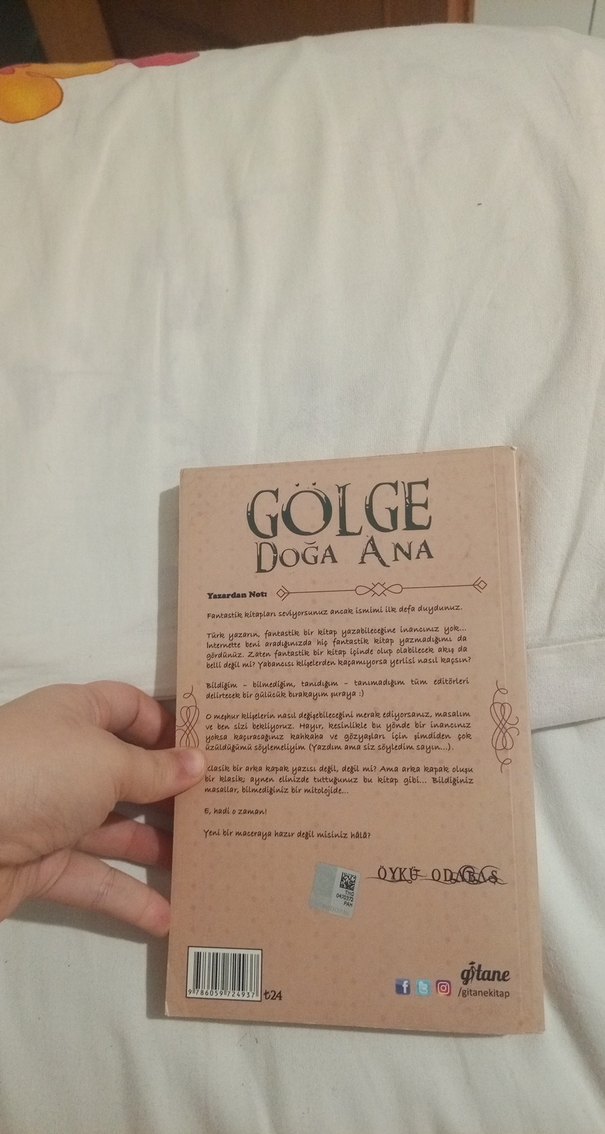 GÖLGE
DOĞA ANA
Yazardan Not:
Fantastik kitapları seviyorsunuz ancak ismimi ilk defa duydunuz.
Türk yazarın, fantastik bir kitap yazabileceğine inancınız yok...
Internette beni aradığınızda hiç fantastik kitap yazmadığımı da
gördünüz. Zaten fantastik bir kitap içinde olup olabilecek akış da
belli değil mi? Yabancısı klişelerden kaçamıyorsa yerlisi nasıl kaçsın?
Bildiğim - bilmediğim, tanıdığım - tanımadığım tüm editörleri
delirtecek bir gülücük bırakayım şuraya :)
O meşhur klişelerin nasıl değişebileceğini merak ediyorsanız, masalım
ve ben sizi bekliyoruz. Hayır, kesinlikle bu yönde bir inancınız
yoksa kaçıracağınız kahkaha ve gözyaşları için şimdiden çok
üzüldüğümü söylemeliyim (Yazdım ama siz söyledim sayın...).
Klasik bir arka kapak yazısı değil, değil mi? Ama arka kapak oluşu
bir klasik; aynen elinizde tuttuğunuz bu kitap gibi... Bildiğiniz
masallar, bilmediğiniz bir mitolojide...
E, hadi o zaman!
Yeni bir maceraya hazır değil misiniz hâlâ?
ÖYKÜ ODABAŞ
9 786059 724937
₺24
gitane
/gitanekitap